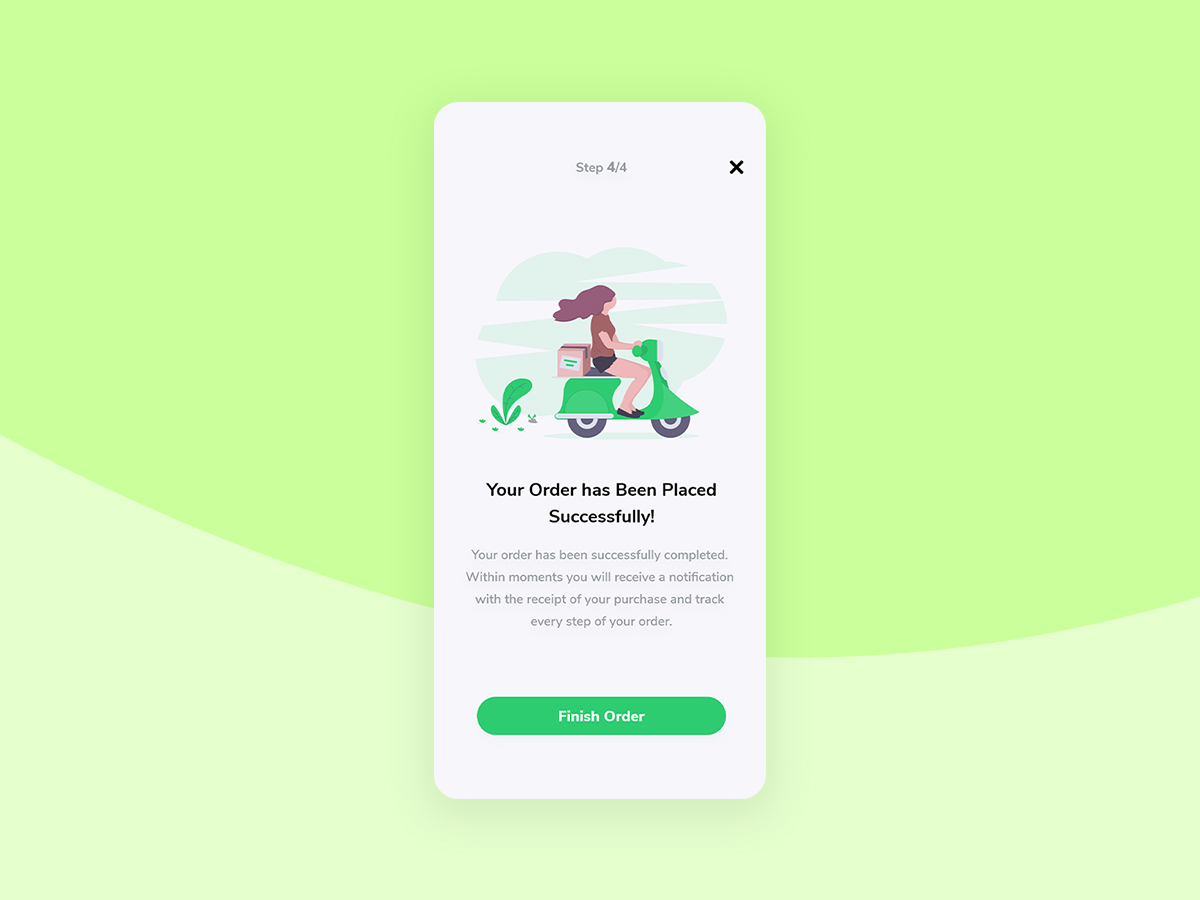 Step 4/4
Your Order has Been Placed
Successfully!
Your order has been successfully completed.
Within moments you will receive a notification
with the receipt of your purchase and track
every step of your order.
Finish Order